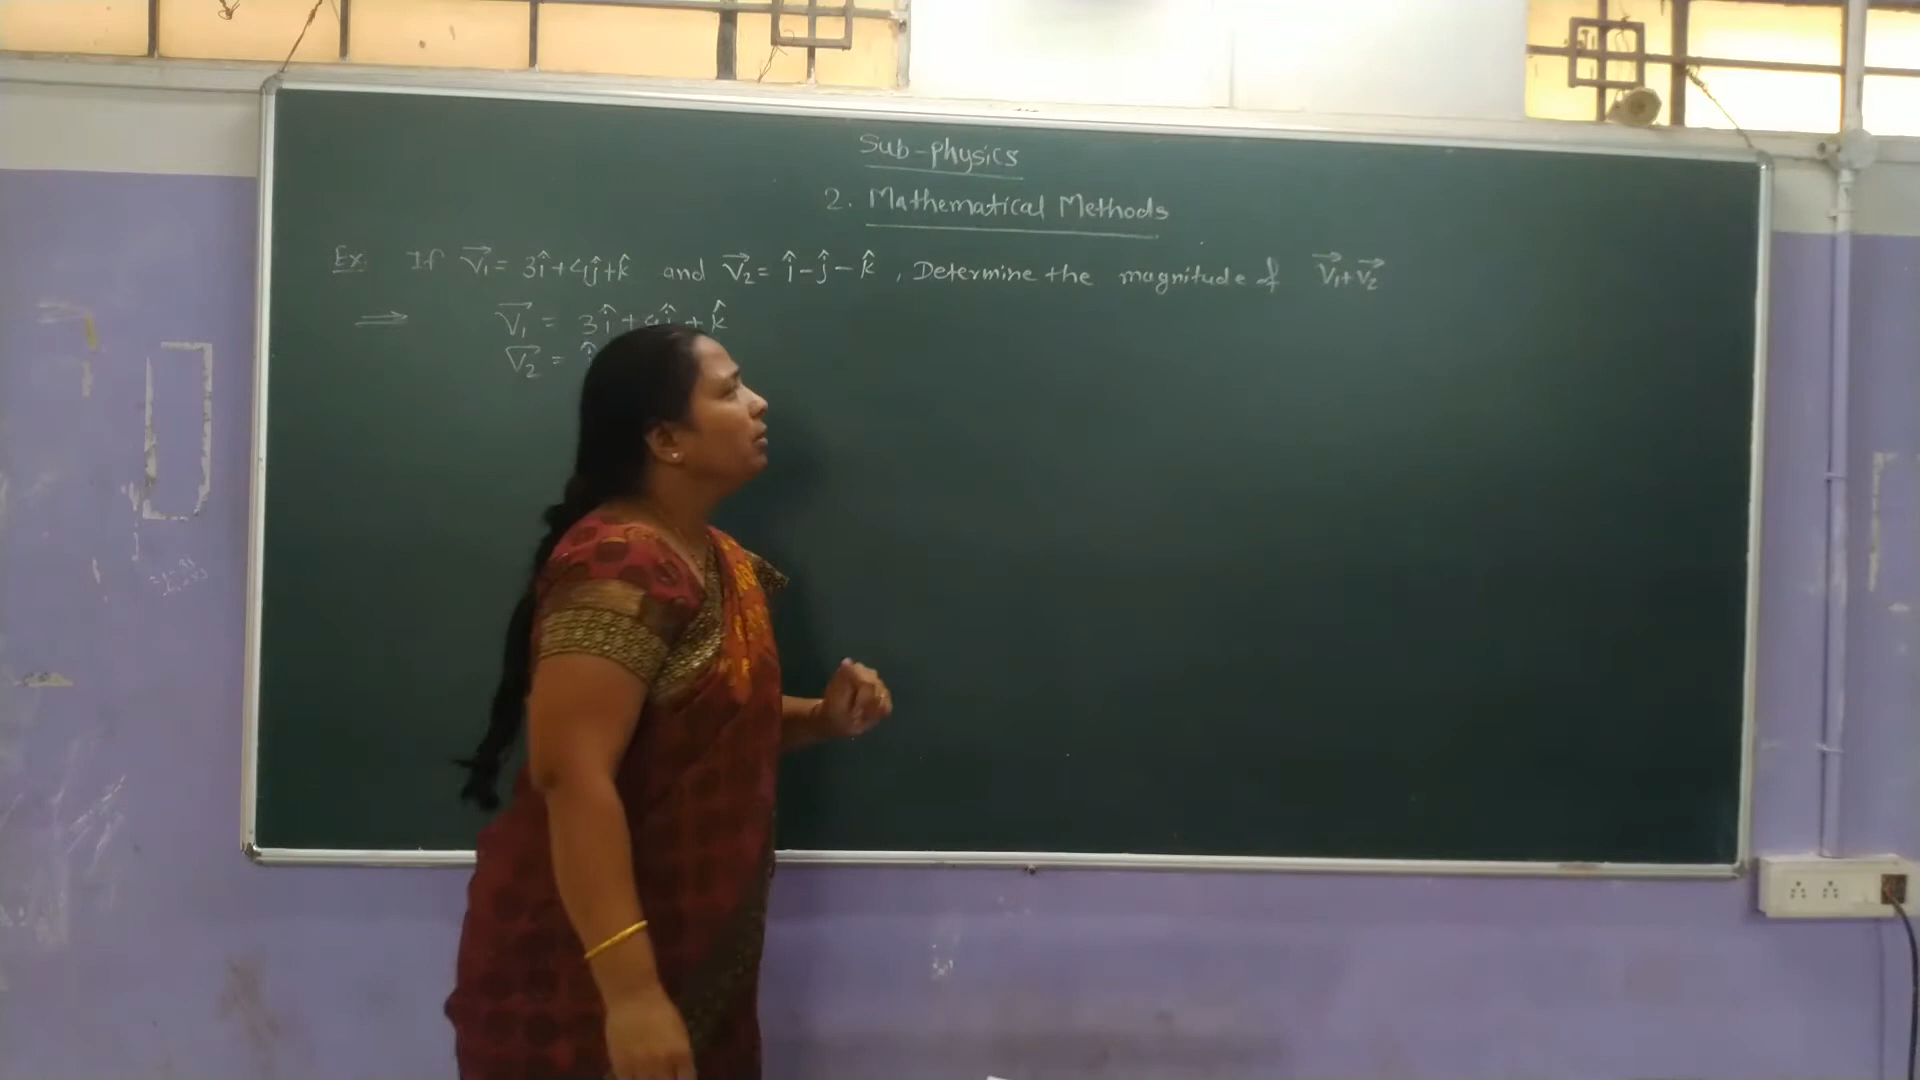 Sub-physics
2. Mathematical Methods
Ex. If V₁⃗ = 3î+4ĵ+k̂ and V₂⃗ = î-ĵ-k̂, Determine the magnitude of V₁⃗+V₂⃗
⟹ V₁⃗ = 3î+4ĵ+k̂
V₂⃗ = î